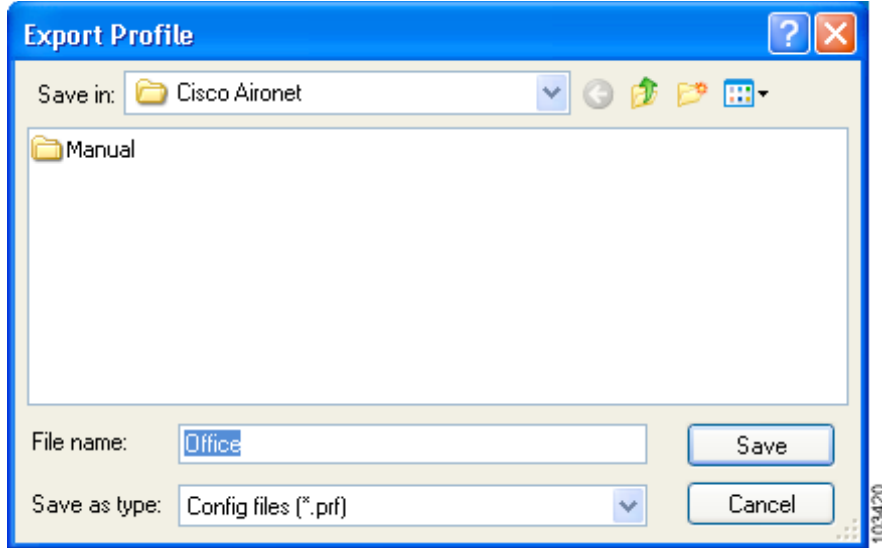 Export Profile
Save in: Cisco Aironet
Manual
File name: Office Save
Save as type: Config files (*.prf) Cancel
103420